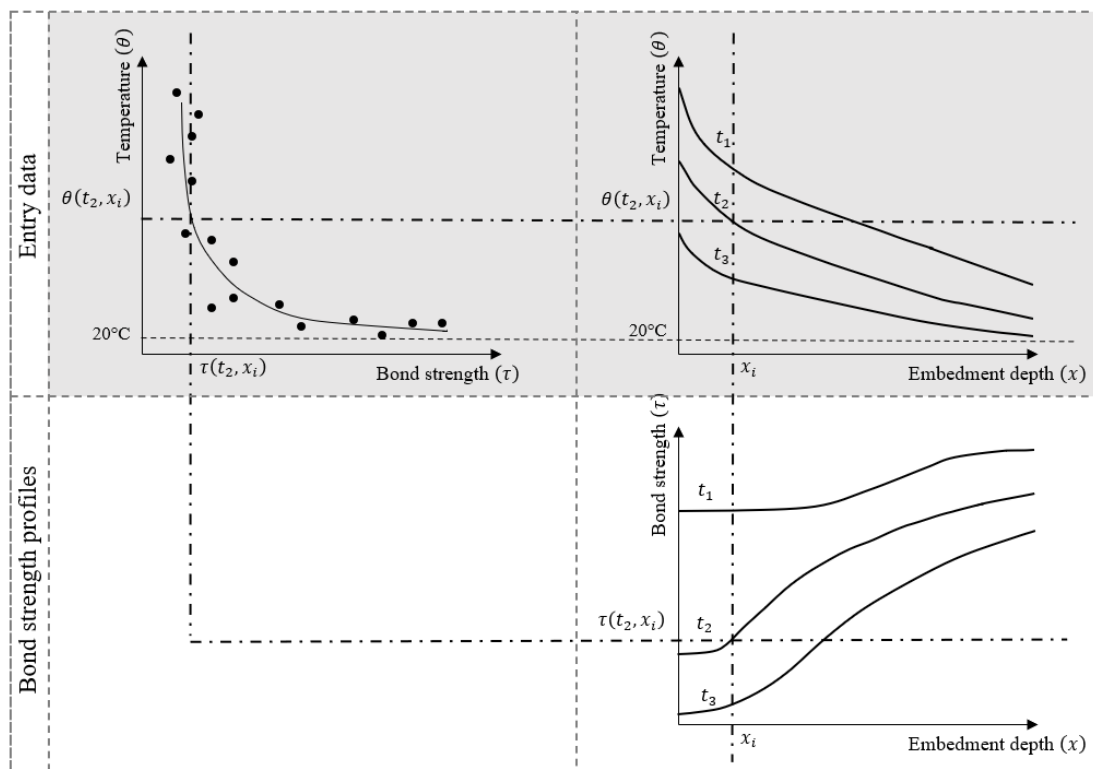 Entry data
Temperature (θ)
θ(t₂, xᵢ)
20°C
τ(t₂, xᵢ)
Bond strength (τ)
Temperature (θ)
t₁
t₂
θ(t₂, xᵢ)
t₃
20°C
xᵢ
Embedment depth (x)
Bond strength profiles
Bond strength (τ)
t₁
τ(t₂, xᵢ)
t₂
t₃
xᵢ
Embedment depth (x)